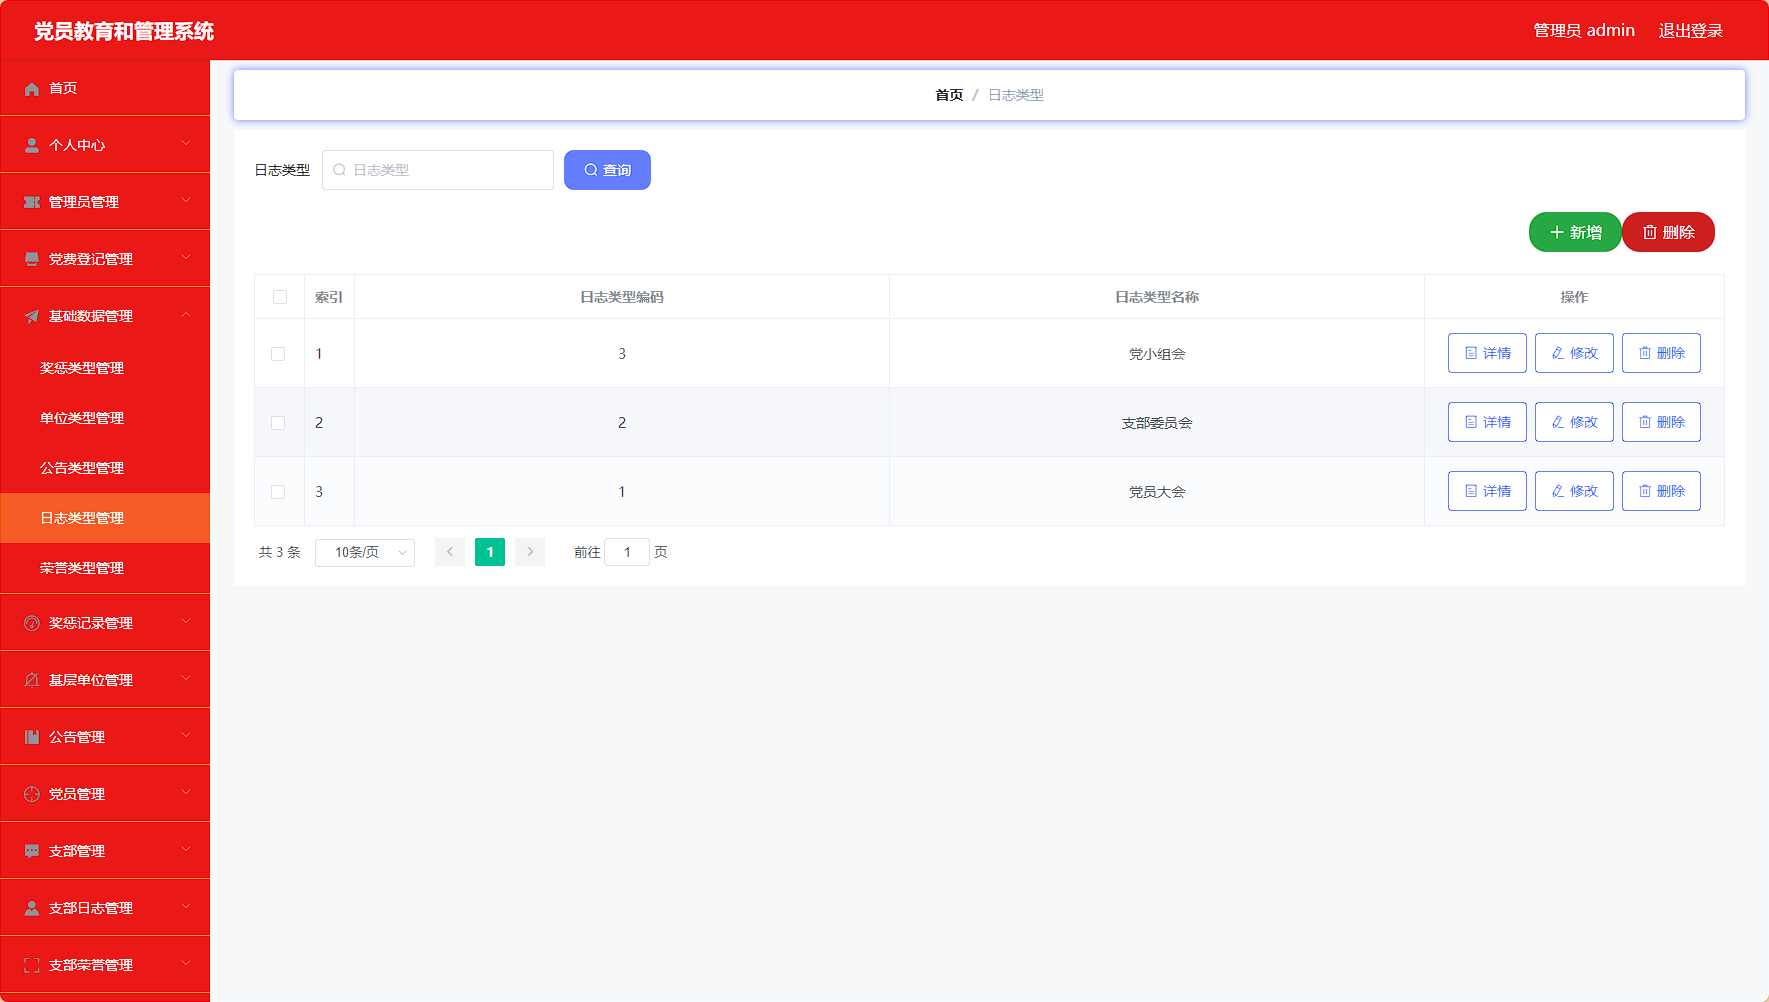 党员教育和管理系统
管理员 admin 退出登录
首页
个人中心
管理员管理
党费登记管理
基础数据管理
奖惩类型管理
单位类型管理
公告类型管理
日志类型管理
荣誉类型管理
奖惩记录管理
基层单位管理
公告管理
党员管理
支部管理
支部日志管理
支部荣誉管理
首页 / 日志类型
日志类型 日志类型 查询
新增 删除
索引 日志类型编码 日志类型名称 操作
1 3 党小组会 详情 修改 删除
2 2 支部委员会 详情 修改 删除
3 1 党员大会 详情 修改 删除
共 3 条 10条/页 1 前往 1 页